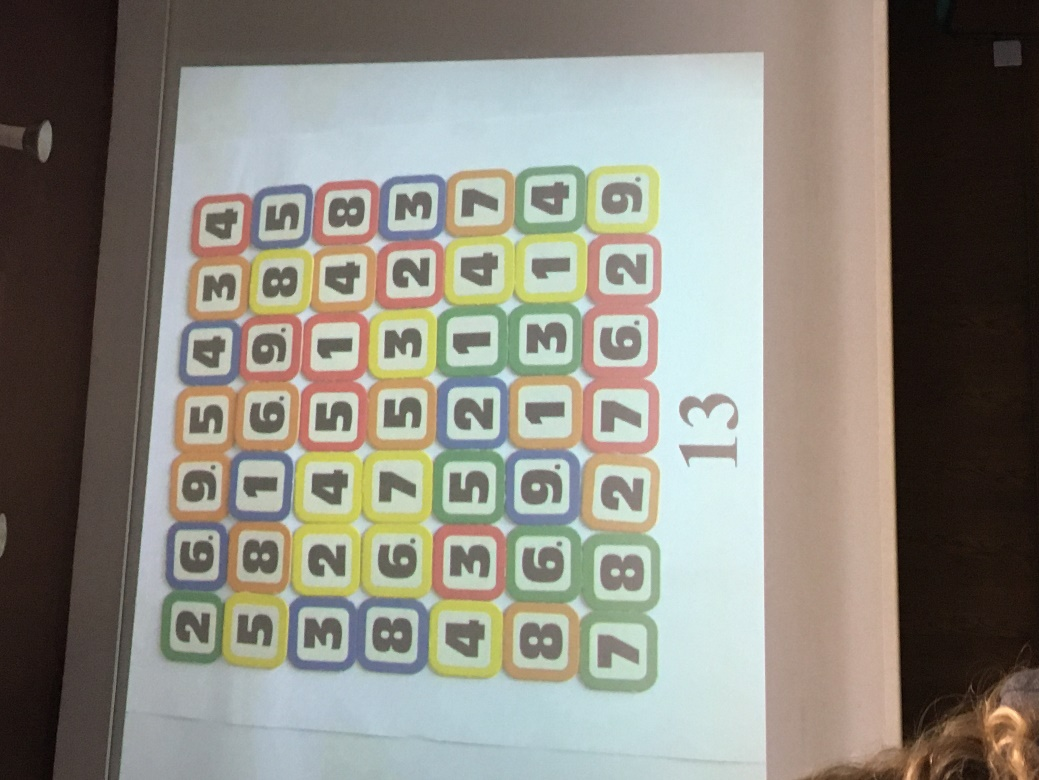 2 6. 9. 5 4 3 4
5 8 1 6. 9. 8 5
3 2 4 5 1 4 8
8 6. 7 5 3 2 3
4 3 5 2 1 4 7
8 6. 9. 1 3 1 4
7 8 2 7 6. 2 9.
13